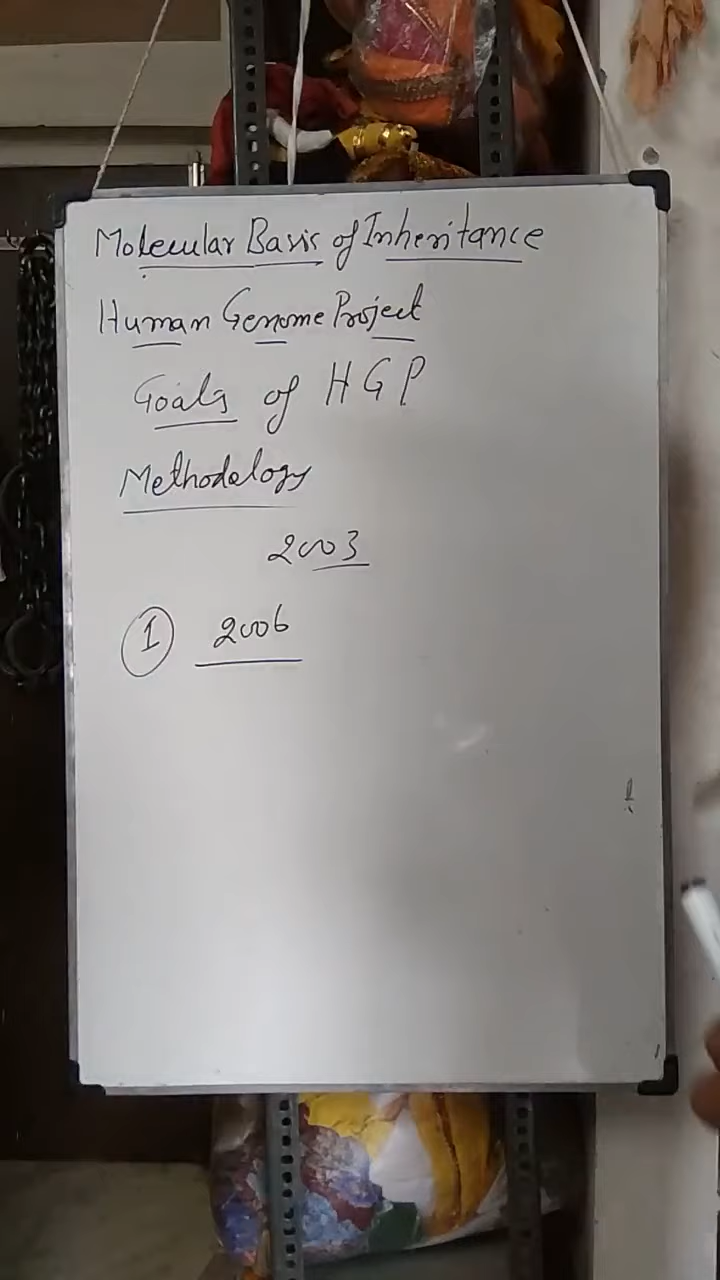 Molecular Basis of Inheritance
Human Genome Project
Goals of HGP
Methodology
2003
① 2006